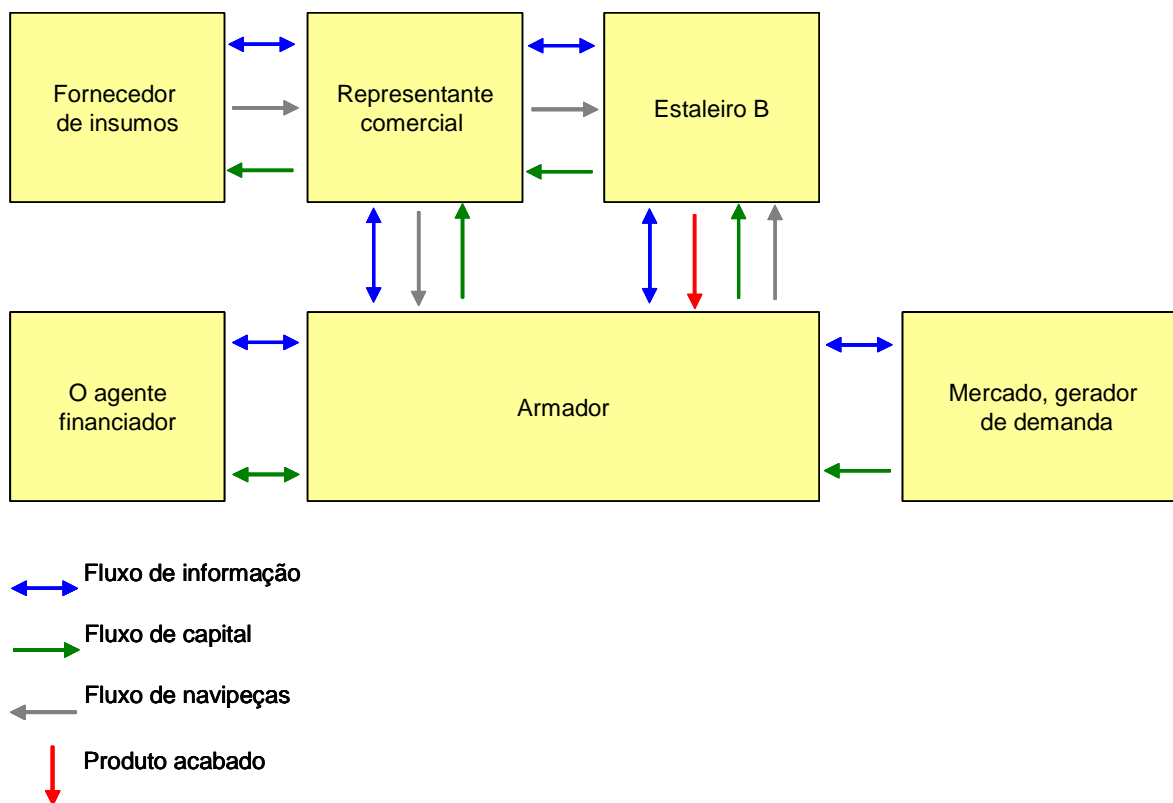 Fornecedor
de insumos
Representante
comercial
Estaleiro B
O agente
financiador
Armador
Mercado, gerador
de demanda
Fluxo de informação
Fluxo de capital
Fluxo de navipeças
Produto acabado